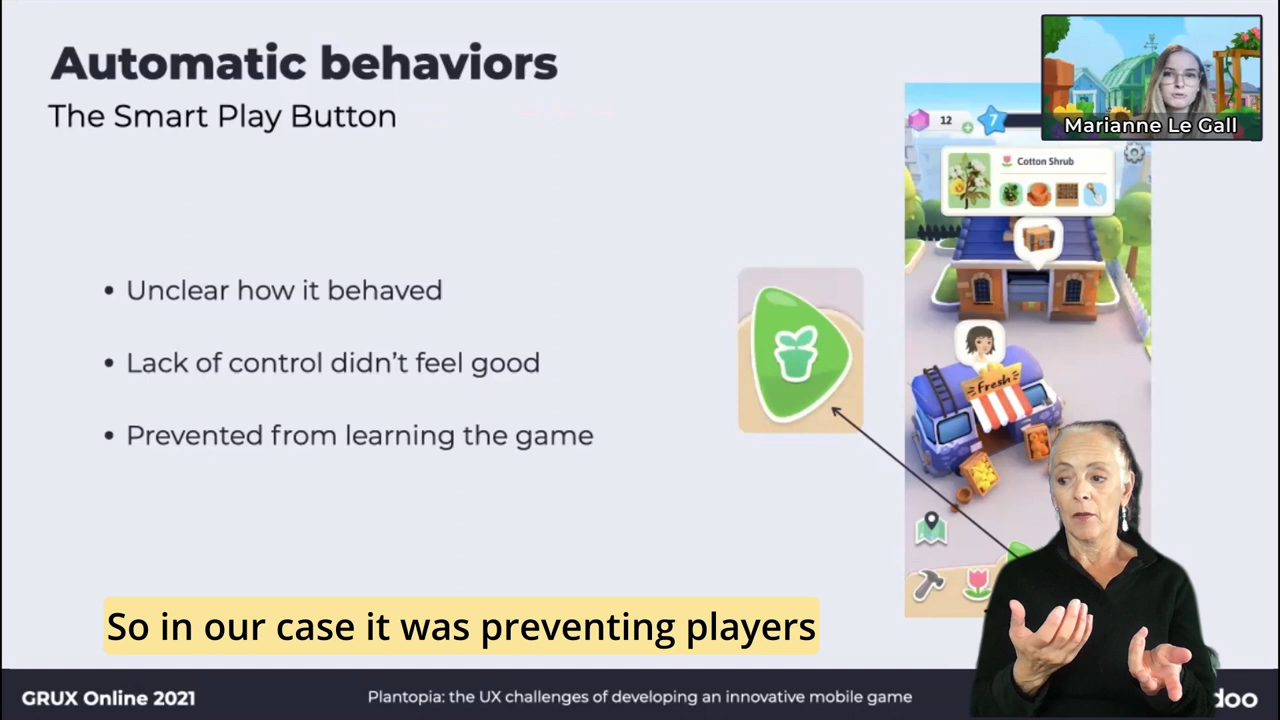 Automatic behaviors
The Smart Play Button
Marianne Le Gall
12
7
Cotton Shrub
• Unclear how it behaved
• Lack of control didn’t feel good
• Prevented from learning the game
Fresh
So in our case it was preventing players
GRUX Online 2021
Plantopia: the UX challenges of developing an innovative mobile game